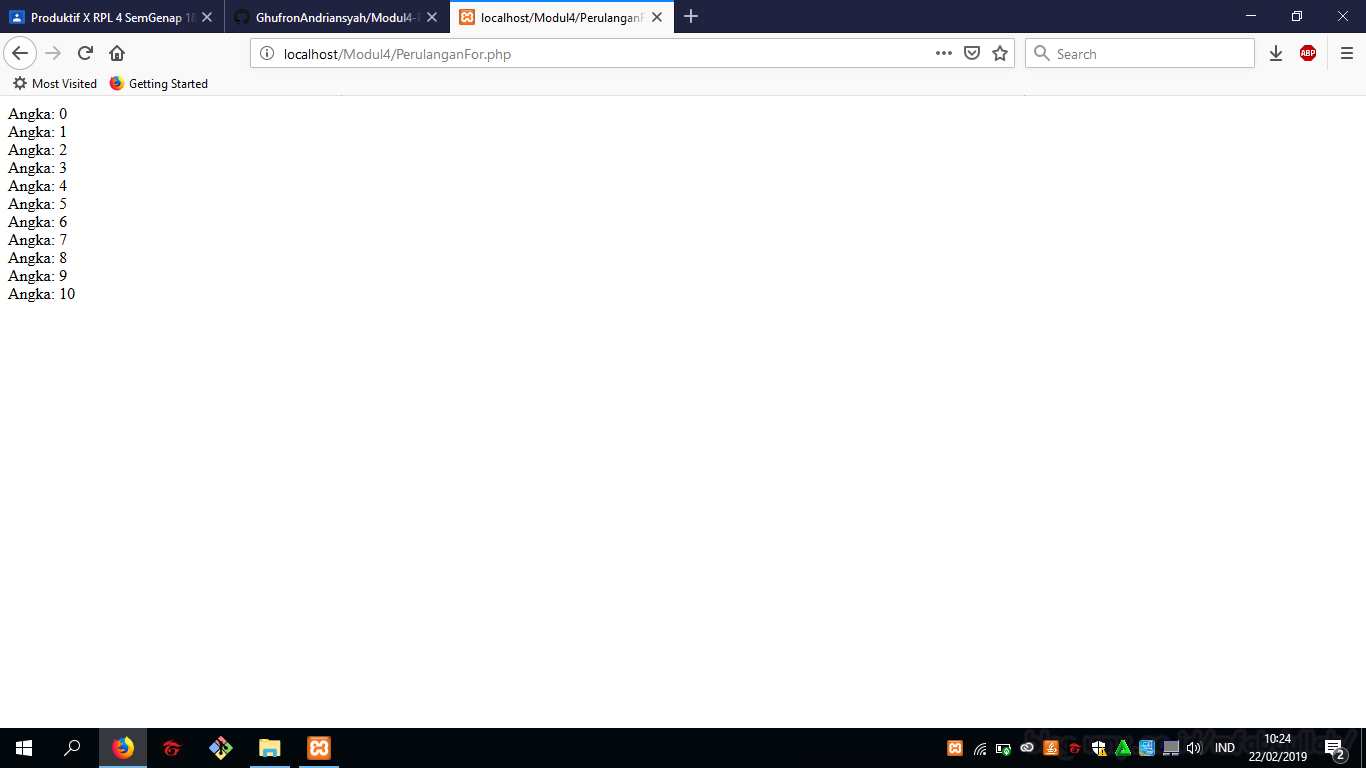 Produktif X RPL 4 SemGenap 18
GhufronAndriansyah/Modul4-
localhost/Modul4/Perulangan
localhost/Modul4/PerulanganFor.php
Search
ABP
Most Visited
Getting Started
Angka: 0
Angka: 1
Angka: 2
Angka: 3
Angka: 4
Angka: 5
Angka: 6
Angka: 7
Angka: 8
Angka: 9
Angka: 10
IND
10:24
22/02/2019
2